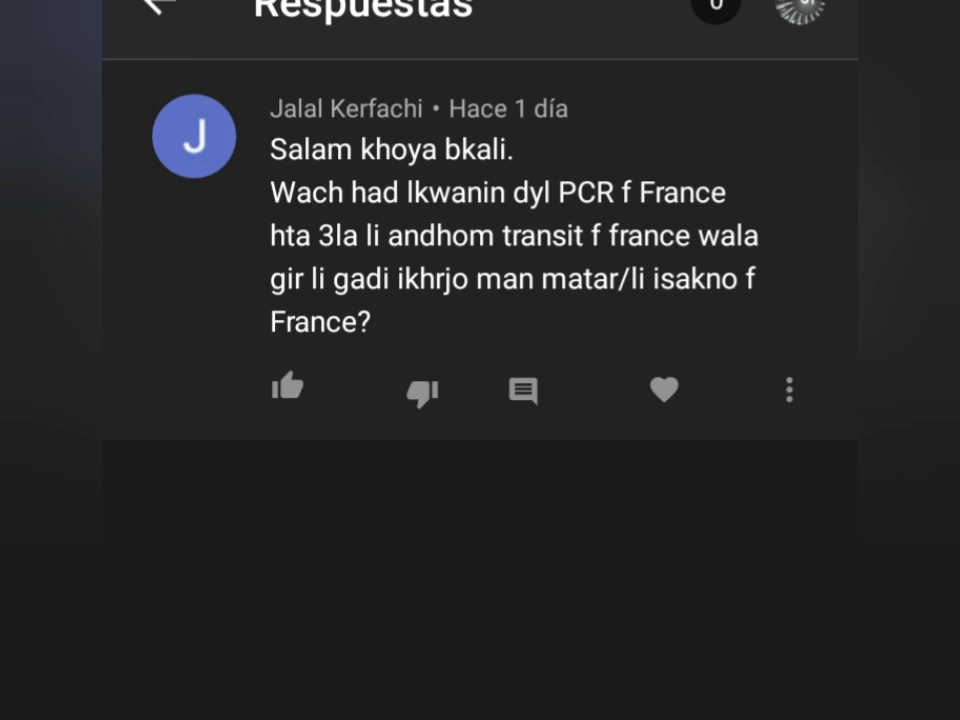 Respuestas
0
Jalal Kerfachi • Hace 1 día
J
Salam khoya bkali.
Wach had lkwanin dyl PCR f France
hta 3la li andhom transit f france wala
gir li gadi ikhrjo man matar/li isakno f
France?